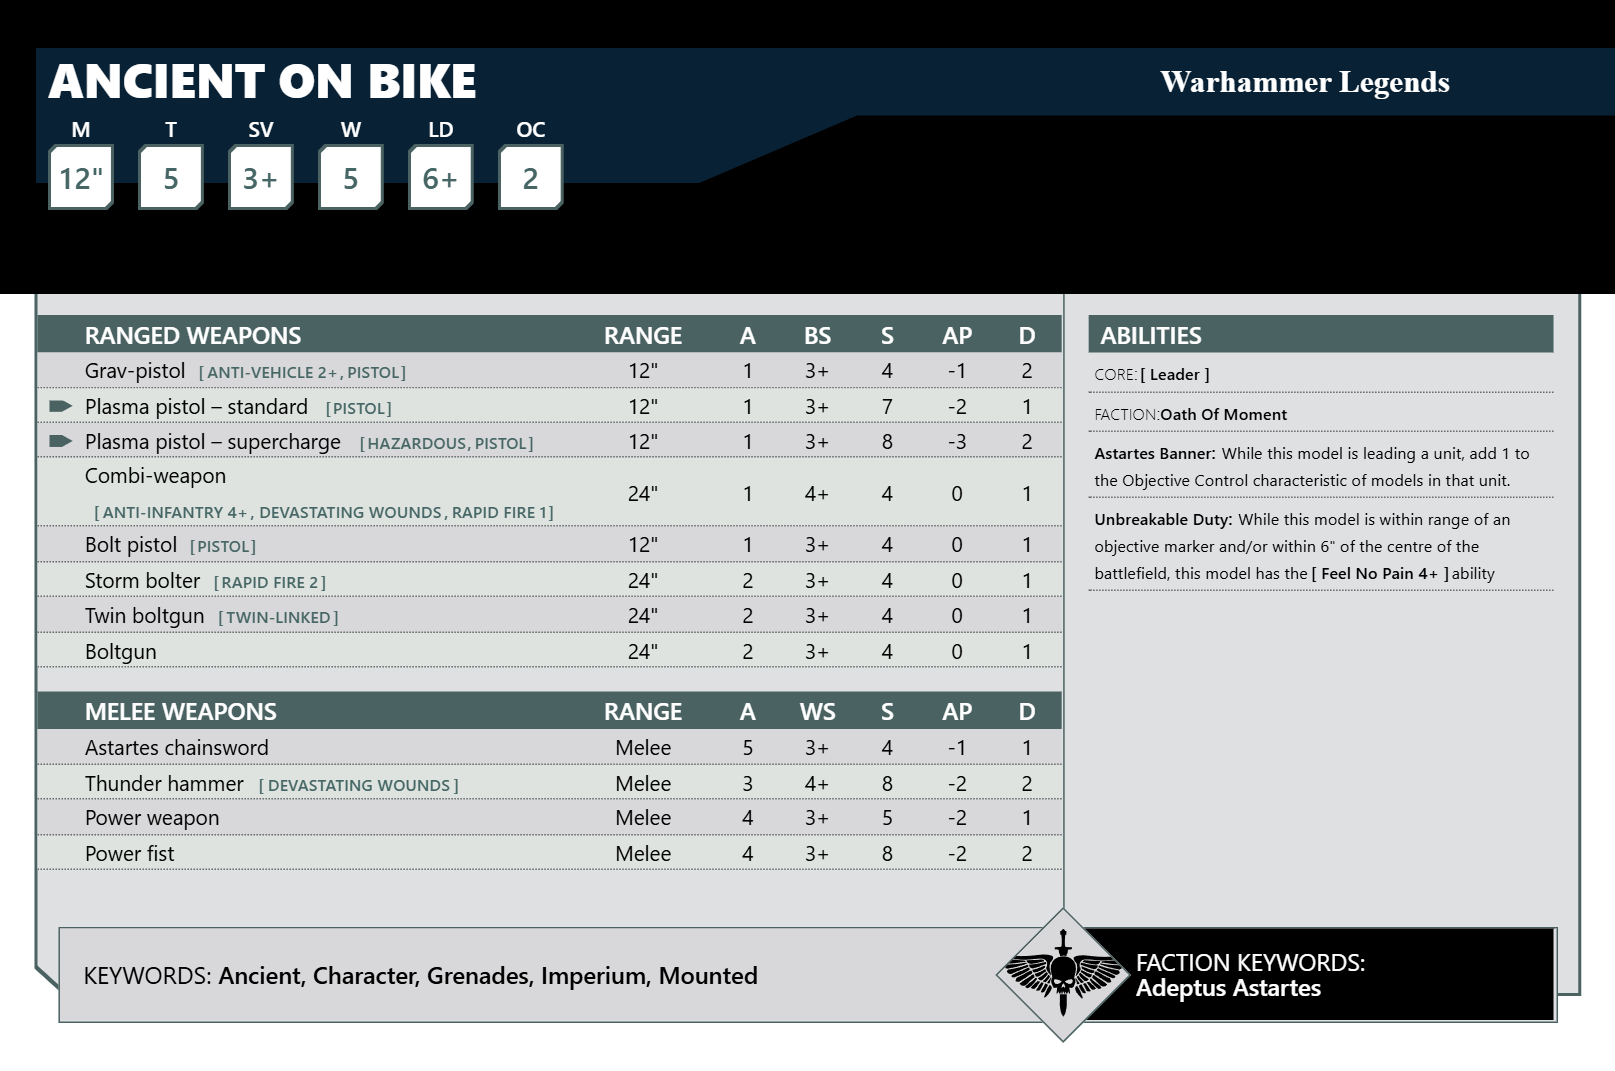 ANCIENT ON BIKE
Warhammer Legends
M T SV W LD OC
12" 5 3+ 5 6+ 2
RANGED WEAPONS RANGE A BS S AP D
Grav-pistol [ ANTI-VEHICLE 2+, PISTOL] 12" 1 3+ 4 -1 2
Plasma pistol – standard [PISTOL] 12" 1 3+ 7 -2 1
Plasma pistol – supercharge [HAZARDOUS, PISTOL] 12" 1 3+ 8 -3 2
Combi-weapon
[ ANTI-INFANTRY 4+, DEVASTATING WOUNDS, RAPID FIRE 1] 24" 1 4+ 4 0 1
Bolt pistol [PISTOL] 12" 1 3+ 4 0 1
Storm bolter [RAPID FIRE 2] 24" 2 3+ 4 0 1
Twin boltgun [TWIN-LINKED] 24" 2 3+ 4 0 1
Boltgun 24" 2 3+ 4 0 1
MELEE WEAPONS RANGE A WS S AP D
Astartes chainsword Melee 5 3+ 4 -1 1
Thunder hammer [ DEVASTATING WOUNDS ] Melee 3 4+ 8 -2 2
Power weapon Melee 4 3+ 5 -2 1
Power fist Melee 4 3+ 8 -2 2
ABILITIES
CORE: [ Leader ]
FACTION:Oath Of Moment
Astartes Banner: While this model is leading a unit, add 1 to
the Objective Control characteristic of models in that unit.
Unbreakable Duty: While this model is within range of an
objective marker and/or within 6" of the centre of the
battlefield, this model has the [ Feel No Pain 4+ ] ability
KEYWORDS: Ancient, Character, Grenades, Imperium, Mounted
FACTION KEYWORDS:
Adeptus Astartes